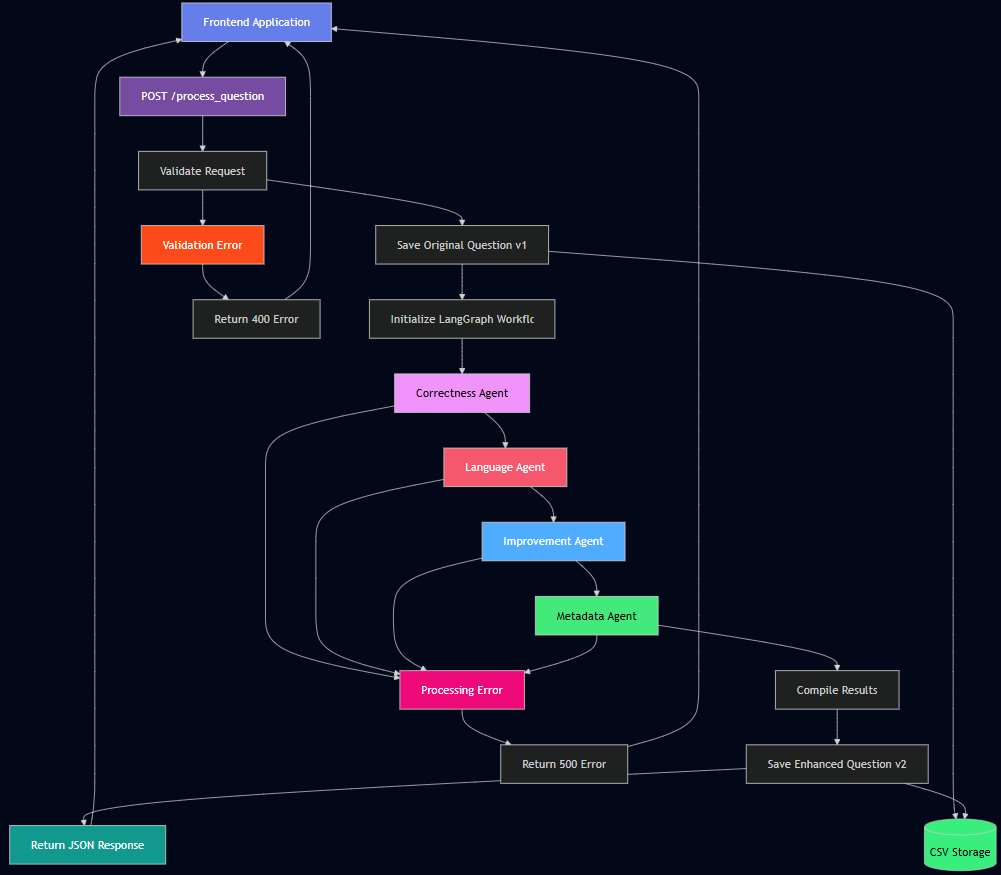 Frontend Application
POST /process_question
Validate Request
Validation Error
Save Original Question v1
Return 400 Error
Initialize LangGraph Workflc
Correctness Agent
Language Agent
Improvement Agent
Metadata Agent
Processing Error
Compile Results
Return 500 Error
Save Enhanced Question v2
Return JSON Response
CSV Storage